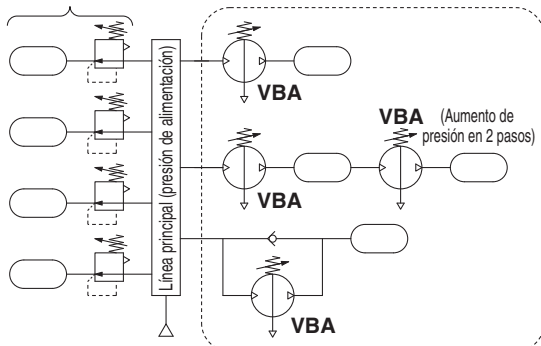 Línea principal (presión de alimentación)
VBA
VBA
VBA
(Aumento de
presión en 2 pasos)
VBA